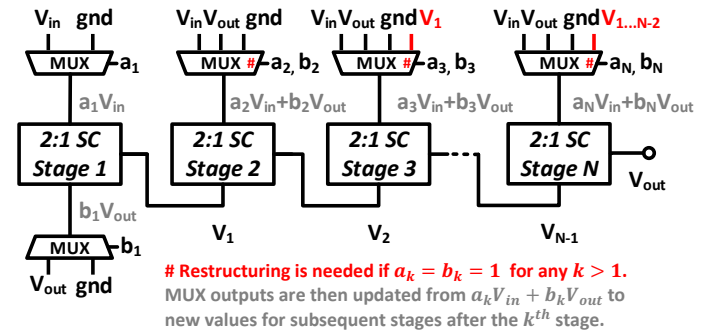 V_in gnd V_in V_out gnd V_in V_out gnd V_1 V_in V_out gnd V_1...N-2
MUX a_1 MUX # a_2, b_2 MUX # a_3, b_3 MUX # a_N, b_N
a_1V_in a_2V_in+b_2V_out a_3V_in+b_3V_out a_NV_in+b_NV_out
2:1 SC 2:1 SC 2:1 SC 2:1 SC
Stage 1 Stage 2 Stage 3 Stage N
V_out
b_1V_out
V_1 V_2 V_N-1
MUX b_1
V_out gnd
# Restructuring is needed if a_k = b_k = 1 for any k > 1.
MUX outputs are then updated from a_kV_in + b_kV_out to
new values for subsequent stages after the k^th stage.